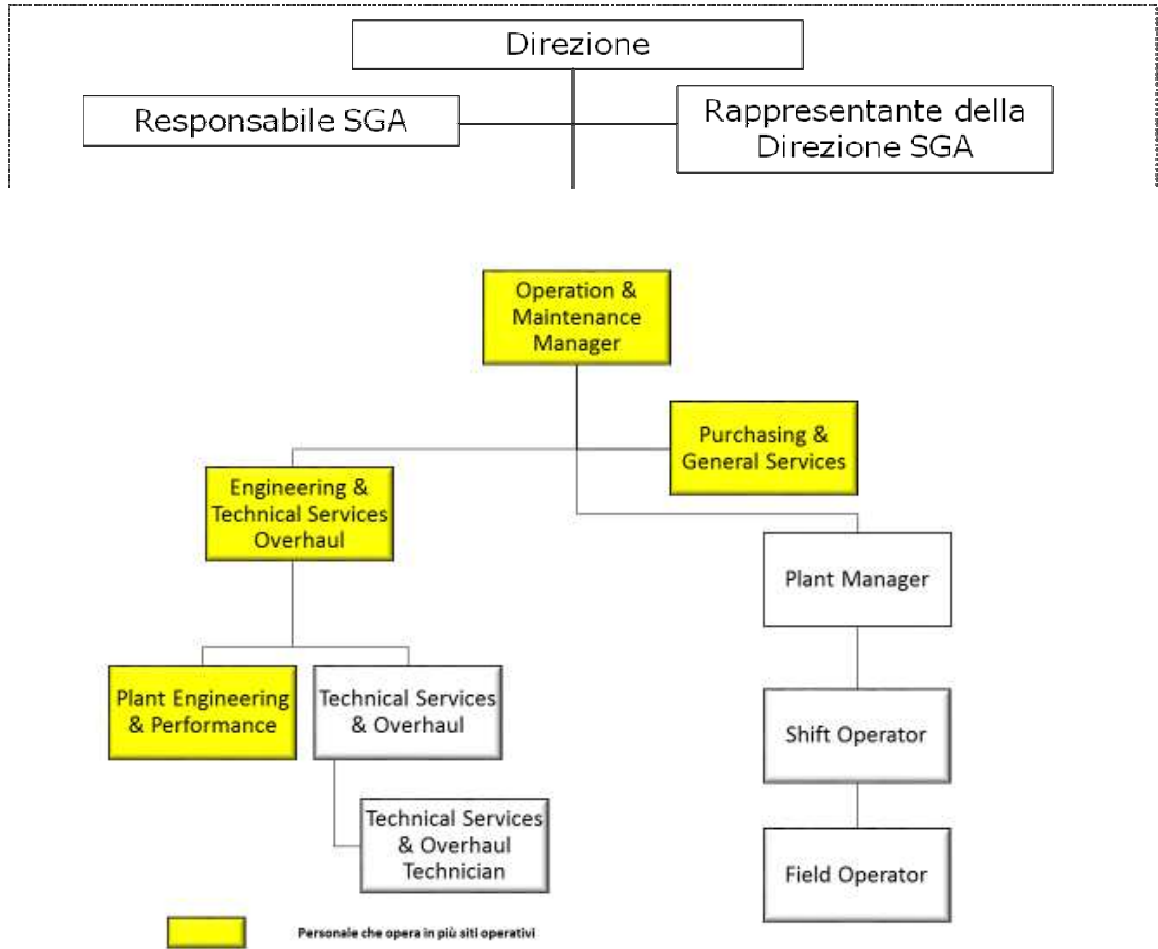 Direzione
Responsabile SGA
Rappresentante della
Direzione SGA
Operation &
Maintenance
Manager
Purchasing &
General Services
Engineering &
Technical Services
Overhaul
Plant Manager
Plant Engineering
& Performance
Technical Services
& Overhaul
Shift Operator
Technical Services
& Overhaul
Technician
Field Operator
Personale che opera in più siti operativi